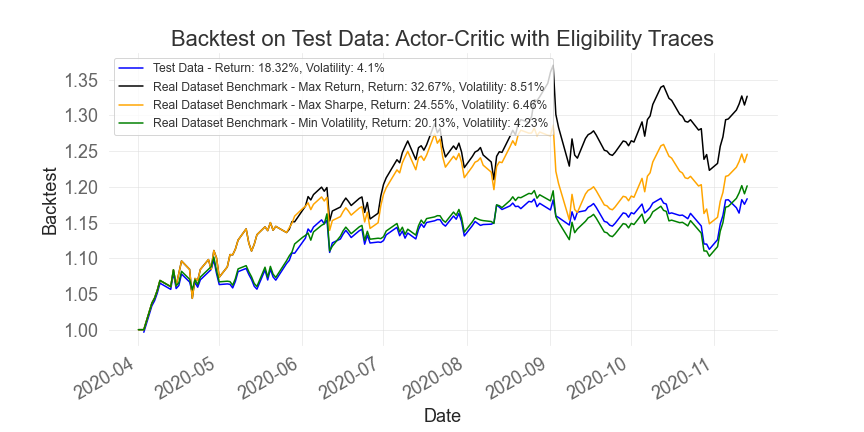 Backtest on Test Data: Actor-Critic with Eligibility Traces
Test Data - Return: 18.32%, Volatility: 4.1%
Real Dataset Benchmark - Max Return, Return: 32.67%, Volatility: 8.51%
Real Dataset Benchmark - Max Sharpe, Return: 24.55%, Volatility: 6.46%
Real Dataset Benchmark - Min Volatility, Return: 20.13%, Volatility: 4.23%
Backtest
1.35
1.30
1.25
1.20
1.15
1.10
1.05
1.00
2020-04
2020-05
2020-06
2020-07
2020-08
2020-09
2020-10
2020-11
Date